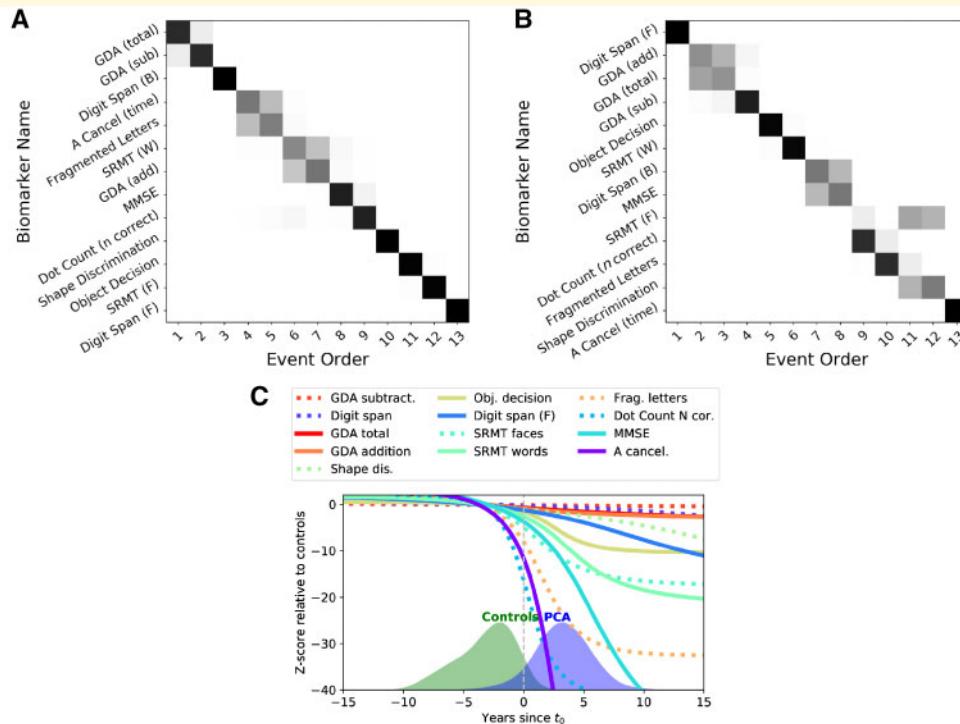 A
Biomarker Name
GDA (total)
GDA (sub)
Digit Span (B)
A Cancel (time)
Fragmented Letters
SRMT (W)
GDA (add)
MMSE
Dot Count (n correct)
Shape Discrimination
Object Decision
SRMT (F)
Digit Span (F)
1 2 3 4 5 6 7 8 9 10 11 12 13
Event Order
B
Biomarker Name
Digit Span (F)
GDA (add)
GDA (total)
GDA (sub)
Object Decision
SRMT (W)
Digit Span (B)
MMSE
SRMT (F)
Dot Count (n correct)
Fragmented Letters
Shape Discrimination
A Cancel (time)
1 2 3 4 5 6 7 8 9 10 11 12 13
Event Order
C
GDA subtract.
Digit span
GDA total
GDA addition
Shape dis.
Obj. decision
Digit span (F)
SRMT faces
SRMT words
Frag. letters
Dot Count N cor.
MMSE
A cancel.
Z-score relative to controls
0
−10
−20
−30
−40
Controls PCA
−15 −10 −5 0 5 10 15
Years since t0